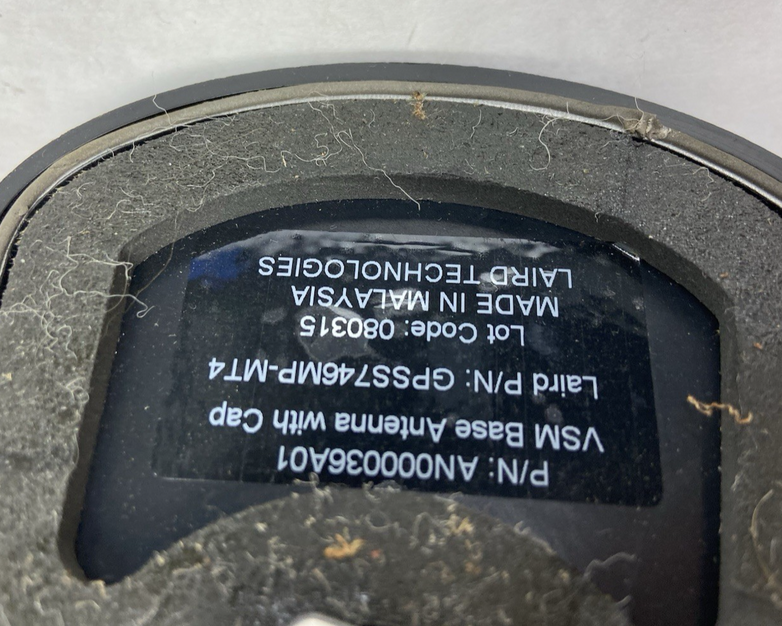 P/N: AN000036A01
VSM Base Antenna with Cap
Laird P/N: GPSS746MP-MT4
Lot Code: 080315
MADE IN MALAYSIA
LAIRD TECHNOLOGIES